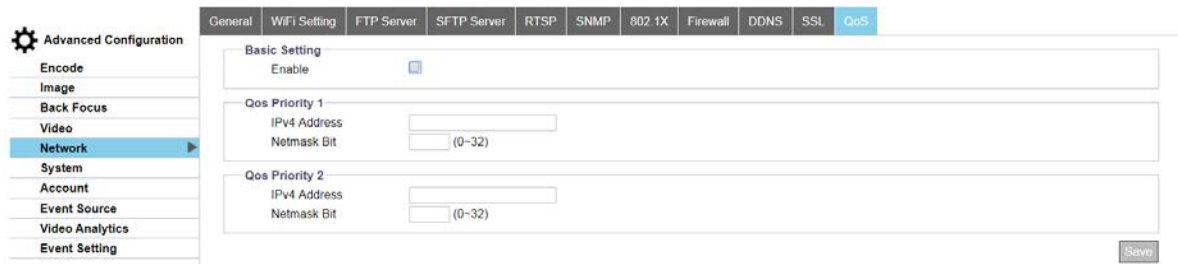 General WiFi Setting FTP Server SFTP Server RTSP SNMP 802.1X Firewall DDNS SSL QoS
Advanced Configuration
Encode
Image
Back Focus
Video
Network
System
Account
Event Source
Video Analytics
Event Setting
Basic Setting
Enable
Qos Priority 1
IPv4 Address
Netmask Bit (0~32)
Qos Priority 2
IPv4 Address
Netmask Bit (0~32)
Save